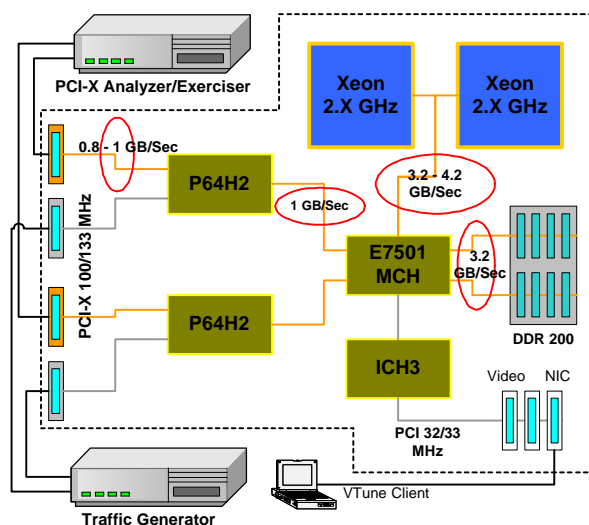 PCI-X Analyzer/Exerciser
Xeon
2.X GHz
Xeon
2.X GHz
0.8 - 1 GB/Sec
P64H2
3.2 - 4.2
GB/Sec
1 GB/Sec
PCI-X 100/133 MHz
E7501
MCH
3.2
GB/Sec
P64H2
DDR 200
ICH3
Video
NIC
PCI 32/33
MHz
VTune Client
Traffic Generator